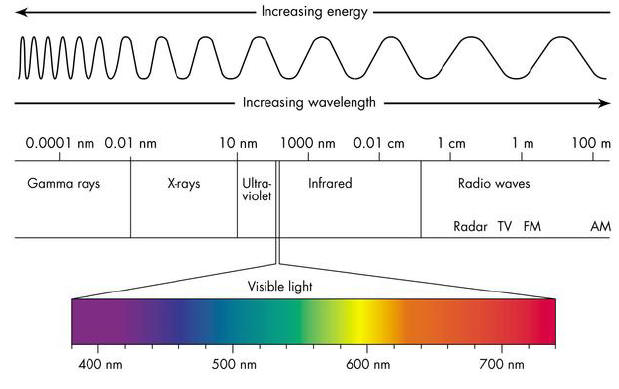 Increasing energy
Increasing wavelength
0.0001 nm 0.01 nm 10 nm 1000 nm 0.01 cm 1 cm 1 m 100 m
Gamma rays X-rays Ultra- Infrared Radio waves
violet
Radar TV FM AM
Visible light
400 nm 500 nm 600 nm 700 nm